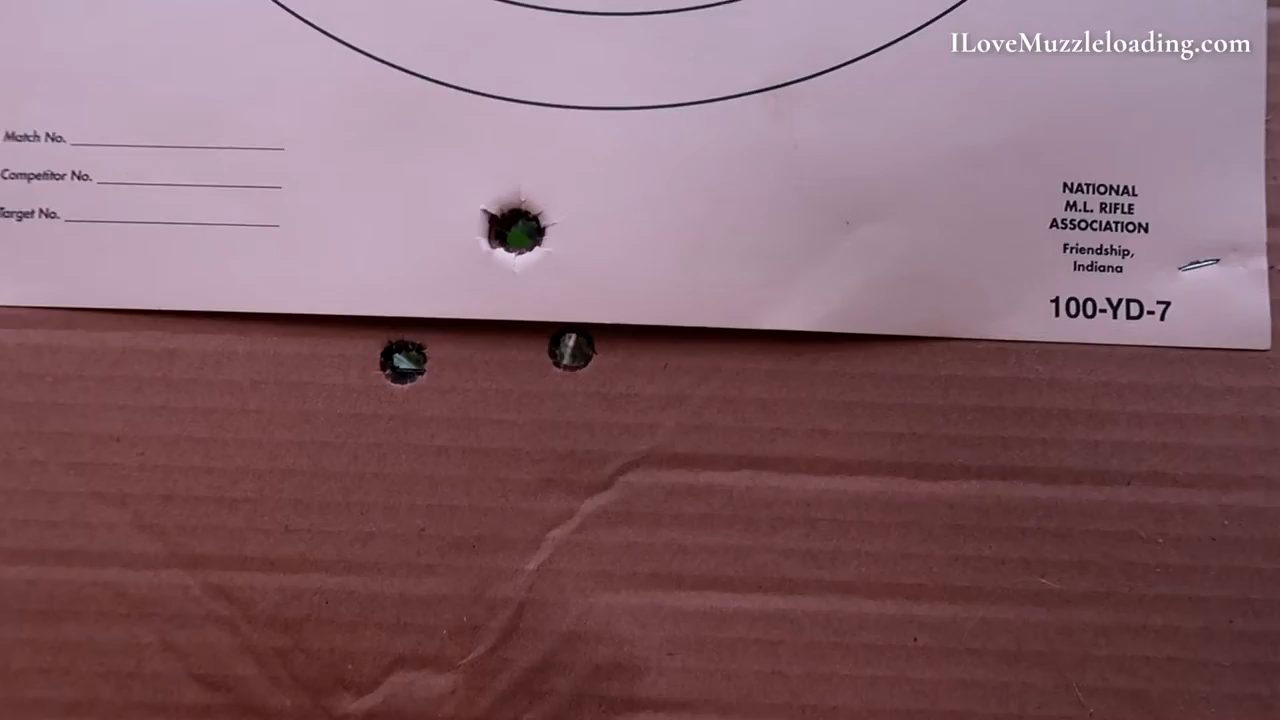 ILoveMuzzleloading.com
Match No.
Competitor No.
Target No.
NATIONAL
M.L. RIFLE
ASSOCIATION
Friendship,
Indiana
100-YD-7